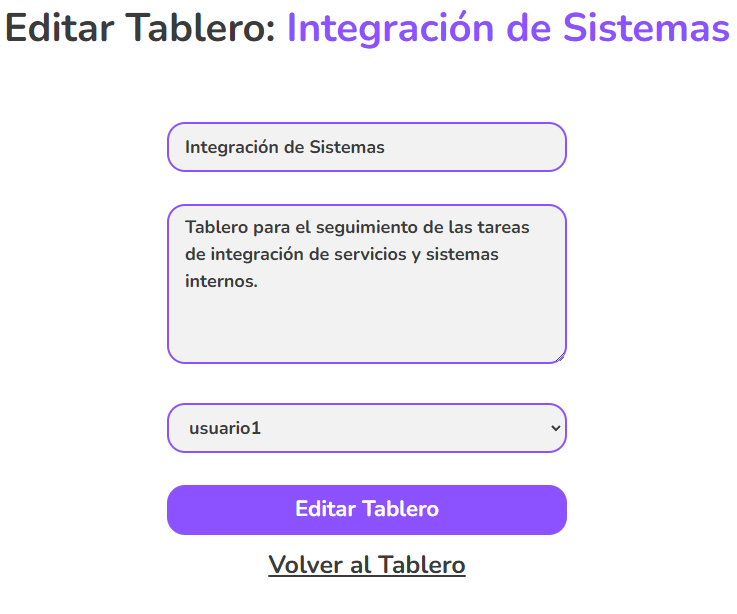 Editar Tablero: Integración de Sistemas
Integración de Sistemas
Tablero para el seguimiento de las tareas
de integración de servicios y sistemas
internos.
usuario1
Editar Tablero
Volver al Tablero